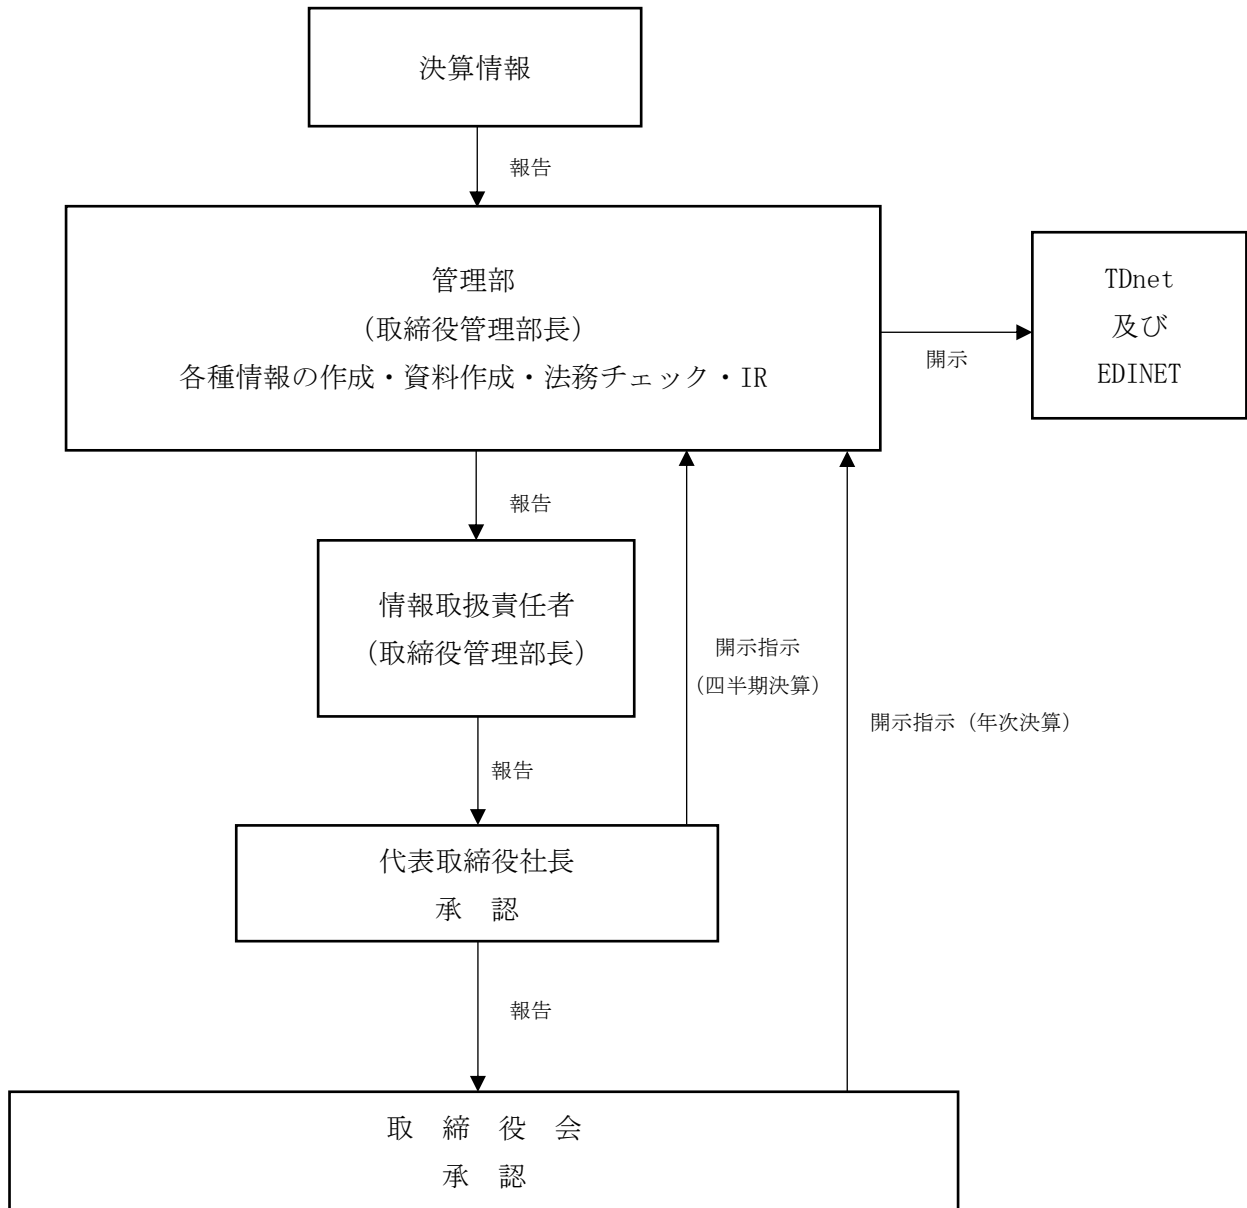 決算情報
報告
管理部
(取締役管理部長)
各種情報の作成・資料作成・法務チェック・IR
TDnet
及び
EDINET
開示
報告
情報取扱責任者
(取締役管理部長)
開示指示
(四半期決算)
開示指示（年次決算）
報告
代表取締役社長
承　認
報告
取　締　役　会
承　認